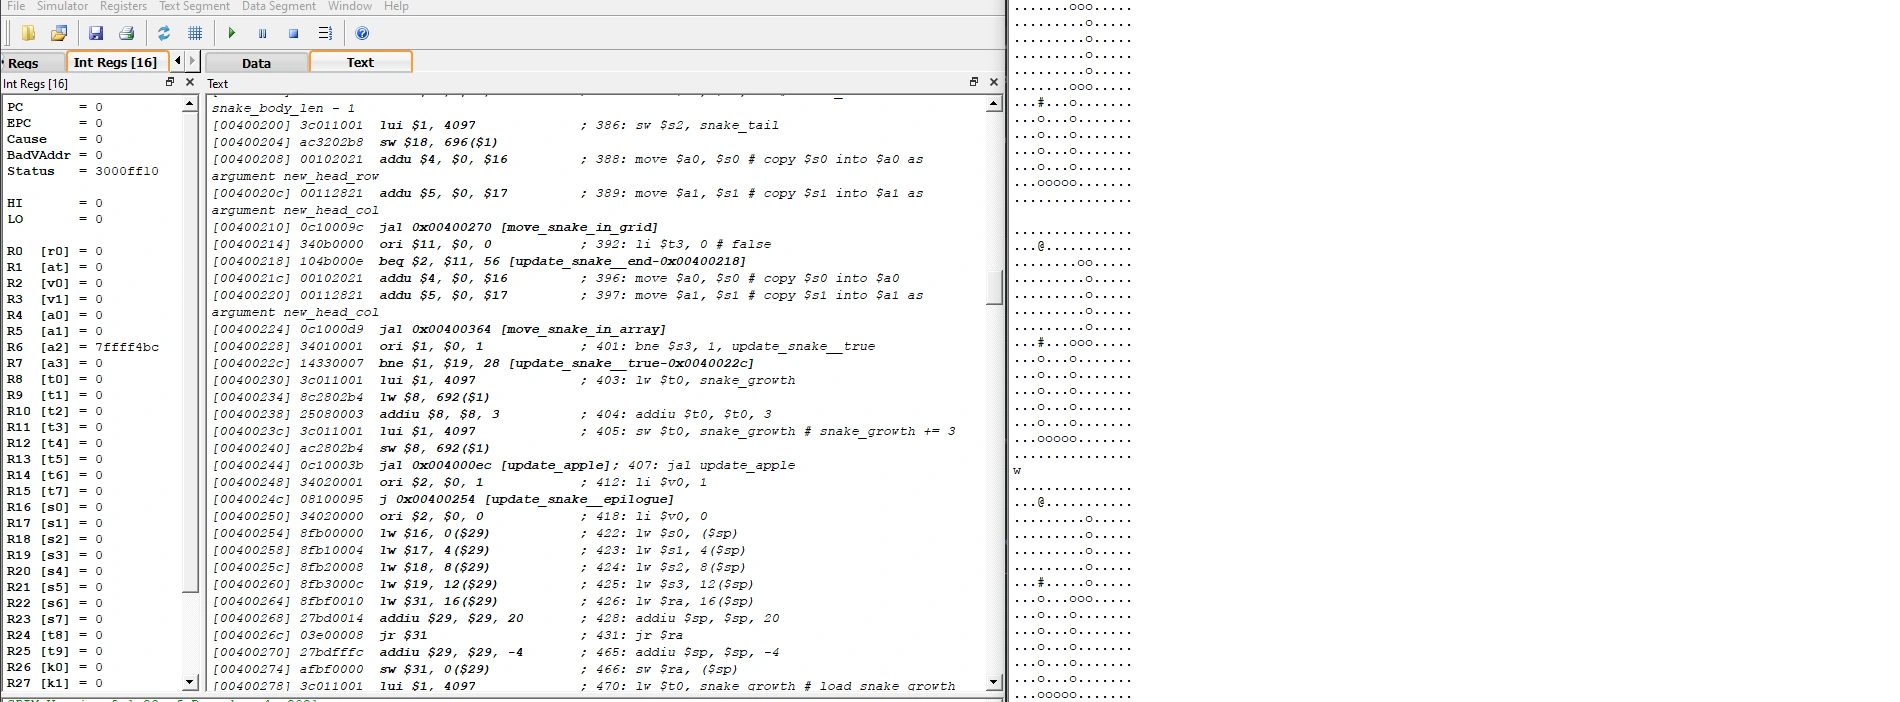 File Simulator Registers Text Segment Data Segment Window Help
Regs
Int Regs [16]
Data
Text
Int Regs [16]
PC = 0
EPC = 0
Cause = 0
BadVAddr = 0
Status = 3000ff10
HI = 0
LO = 0
R0 [r0] = 0
R1 [at] = 0
R2 [v0] = 0
R3 [v1] = 0
R4 [a0] = 0
R5 [a1] = 0
R6 [a2] = 7ffff4bc
R7 [a3] = 0
R8 [t0] = 0
R9 [t1] = 0
R10 [t2] = 0
R11 [t3] = 0
R12 [t4] = 0
R13 [t5] = 0
R14 [t6] = 0
R15 [t7] = 0
R16 [s0] = 0
R17 [s1] = 0
R18 [s2] = 0
R19 [s3] = 0
R20 [s4] = 0
R21 [s5] = 0
R22 [s6] = 0
R23 [s7] = 0
R24 [t8] = 0
R25 [t9] = 0
R26 [k0] = 0
R27 [k1] = 0
Text
snake_body_len - 1
[00400200] 3c011001 lui $1, 4097 ; 386: sw $s2, snake_tail
[00400204] ac3202b8 sw $18, 696($1)
[00400208] 00102021 addu $4, $0, $16 ; 388: move $a0, $s0 # copy $s0 into $a0 as
argument new_head_row
[0040020c] 00112821 addu $5, $0, $17 ; 389: move $a1, $s1 # copy $s1 into $a1 as
argument new_head_col
[00400210] 0c10009c jal 0x00400270 [move_snake_in_grid]
[00400214] 340b0000 ori $11, $0, 0 ; 392: li $t3, 0 # false
[00400218] 104b000e beq $2, $11, 56 [update_snake__end-0x00400218]
[0040021c] 00102021 addu $4, $0, $16 ; 396: move $a0, $s0 # copy $s0 into $a0
[00400220] 00112821 addu $5, $0, $17 ; 397: move $a1, $s1 # copy $s1 into $a1 as
argument new_head_col
[00400224] 0c1000d9 jal 0x00400364 [move_snake_in_array]
[00400228] 34010001 ori $1, $0, 1 ; 401: bne $s3, 1, update_snake__true
[0040022c] 14330007 bne $1, $19, 28 [update_snake__true-0x0040022c]
[00400230] 3c011001 lui $1, 4097 ; 403: lw $t0, snake_growth
[00400234] 8c2802b4 lw $8, 692($1)
[00400238] 25080003 addiu $8, $8, 3 ; 404: addiu $t0, $t0, 3
[0040023c] 3c011001 lui $1, 4097 ; 405: sw $t0, snake_growth # snake_growth += 3
[00400240] ac2802b4 sw $8, 692($1)
[00400244] 0c10003b jal 0x004000ec [update_apple]; 407: jal update_apple
[00400248] 34020001 ori $2, $0, 1 ; 412: li $v0, 1
[0040024c] 08100095 j 0x00400254 [update_snake__epilogue]
[00400250] 34020000 ori $2, $0, 0 ; 418: li $v0, 0
[00400254] 8fb00000 lw $16, 0($29) ; 422: lw $s0, ($sp)
[00400258] 8fb10004 lw $17, 4($29) ; 423: lw $s1, 4($sp)
[0040025c] 8fb20008 lw $18, 8($29) ; 424: lw $s2, 8($sp)
[00400260] 8fb3000c lw $19, 12($29) ; 425: lw $s3, 12($sp)
[00400264] 8fbf0010 lw $31, 16($29) ; 426: lw $ra, 16($sp)
[00400268] 27bd0014 addiu $29, $29, 20 ; 428: addiu $sp, $sp, 20
[0040026c] 03e00008 jr $31 ; 431: jr $ra
[00400270] 27bdfffc addiu $29, $29, -4 ; 465: addiu $sp, $sp, -4
[00400274] afbf0000 sw $31, 0($29) ; 466: sw $ra, ($sp)
[00400278] 3c011001 lui $1, 4097 ; 470: lw $t0, snake_growth # load snake_growth
.......ooo.....
.........o.....
.........o.....
.........o.....
.........o.....
.......ooo.....
...#...o.......
...o...o.......
...o...o.......
...o...o.......
...o...o.......
...ooooo.......
...............
...............
...@...........
........oo.....
.........o.....
.........o.....
.........o.....
.........o.....
...#...ooo.....
...o...o.......
...o...o.......
...o...o.......
...o...o.......
...o...o.......
...ooooo.......
...............
w
...............
...@...........
.........o.....
.........o.....
.........o.....
.........o.....
...#.....o.....
...o...ooo.....
...o...o.......
...o...o.......
...o...o.......
...o...o.......
...o...o.......
...ooooo.......